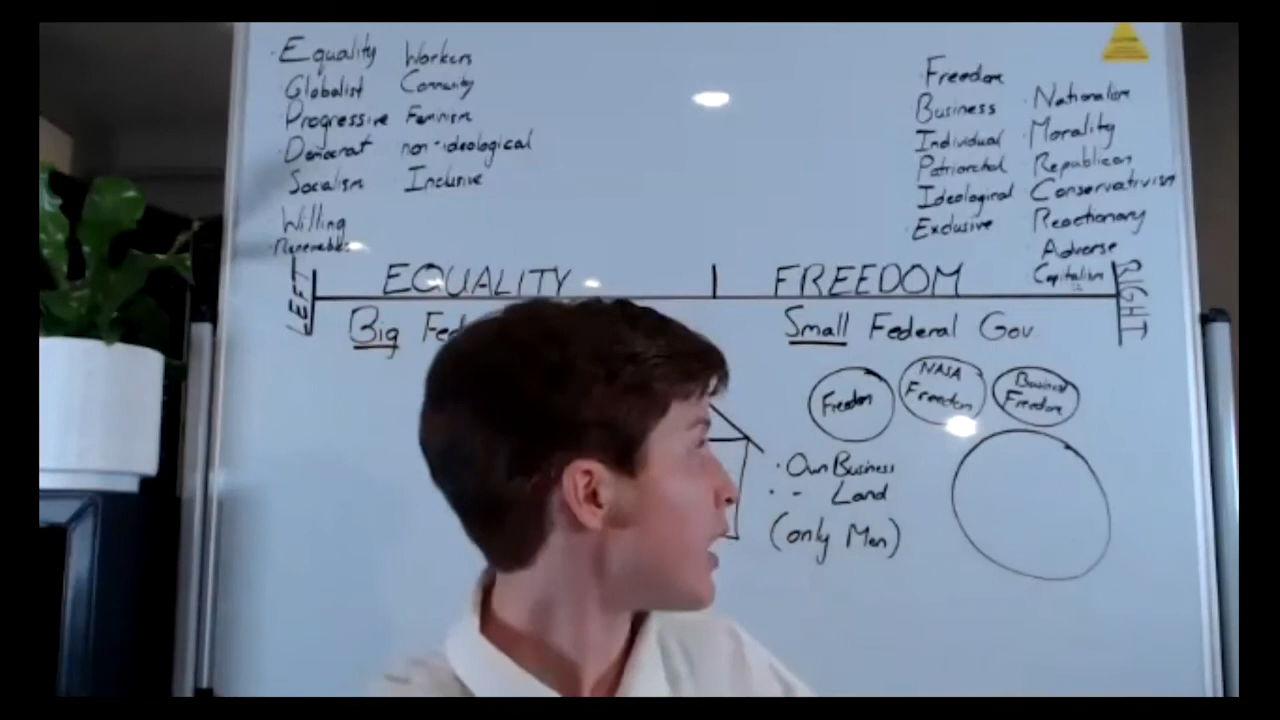 Equality Workers
Globalist Community
Progressive Feminism
Democrat non-ideological
Socialism Inclusive
Willing
Renewable
Freedom
Business
Individual
Patriarchal
Ideological
Exclusive
Nationalism
Morality
Republican
Conservativism
Reactionary
Adverse
Capitalism
LEFT
EQUALITY
FREEDOM
RIGHT
Big Fed
Small Federal Gov
Freedom
NASA
Freedom
Business
Freedom
Own Business
- Land
(only Men)